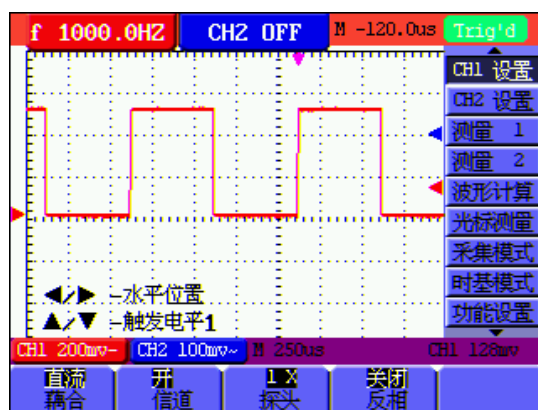 f 1000.0HZ CH2 OFF M -120.0us Trig'd
CH1 设置
CH2 设置
测量 1
测量 2
波形计算
光标测量
采集模式
时基模式
功能设置
◀/▶ -水平位置
▲/▼ -触发电平1
CH1 200mv- CH2 100mv~ M 250us CH1 128mv
直流 开 1 X 关闭
藕合 信道 探头 反相